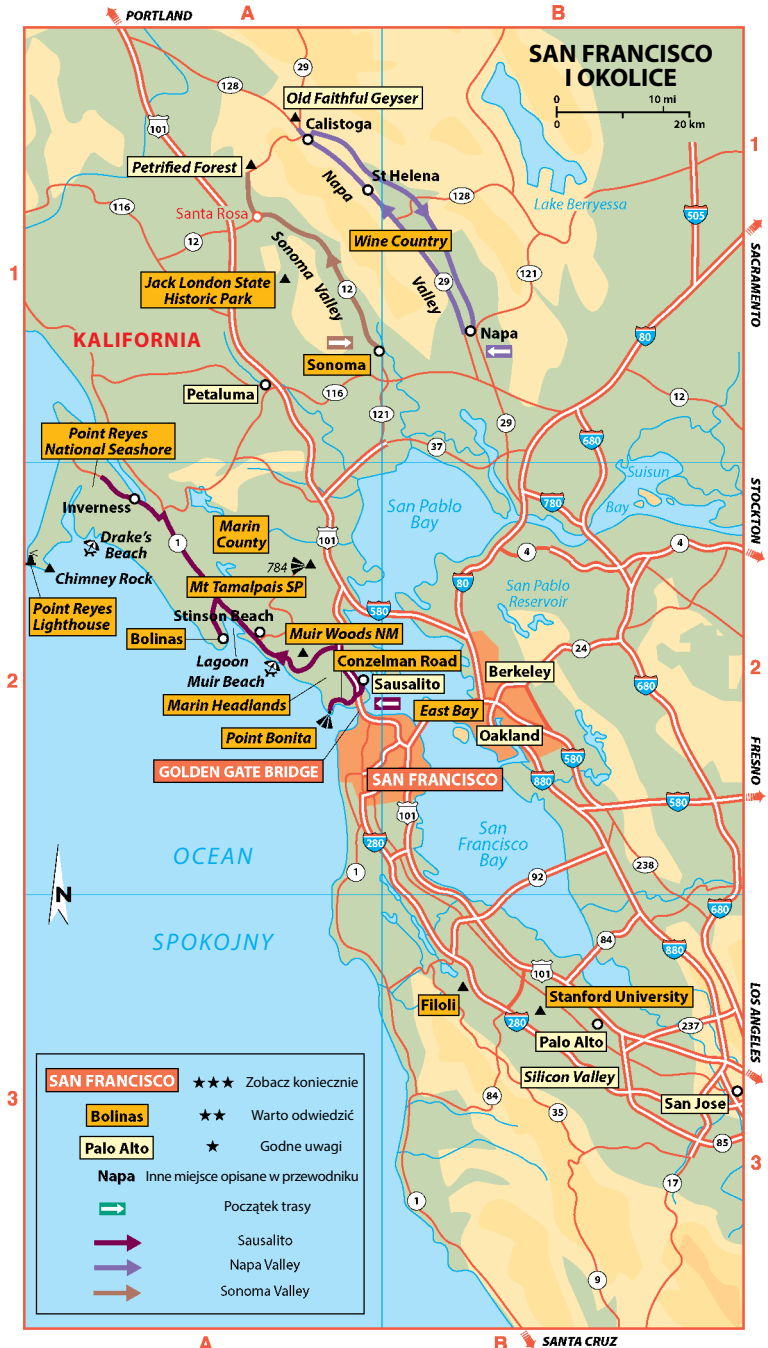 PORTLAND
A
B
SAN FRANCISCO
I OKOLICE
0
10 mi
0
20 km
29
128
Old Faithful Geyser
101
Calistoga
1
Petrified Forest
St Helena
Napa
128
116
Santa Rosa
Lake Berryessa
505
12
Wine Country
Sonoma
Valley
121
SACRAMENTO
1
Jack London State
Historic Park
12
29
Valley
KALIFORNIA
Napa
80
Sonoma
Petaluma
116
12
121
29
680
Point Reyes
National Seashore
37
Suisun
Bay
STOCKTON
Inverness
San Pablo
Bay
780
Marin
County
101
Drake's
Beach
1
4
4
784
Chimney Rock
Mt Tamalpais SP
80
San Pablo
Reservoir
Point Reyes
Lighthouse
Stinson Beach
580
Bolinas
Muir Woods NM
24
Lagoon
Muir Beach
Conzelman Road
Berkeley
2
2
Sausalito
680
Marin Headlands
East Bay
Point Bonita
Oakland
FRESNO
580
GOLDEN GATE BRIDGE
SAN FRANCISCO
880
580
101
San
Francisco
Bay
280
OCEAN
1
92
238
N
680
SPOKOJNY
84
880
101
LOS ANGELES
Filoli
Stanford University
280
237
Palo Alto
Silicon Valley
3
84
San Jose
35
85
3
17
1
9
SAN FRANCISCO
★★★ Zobacz koniecznie
Bolinas
★★ Warto odwiedzić
Palo Alto
★ Godne uwagi
Napa Inne miejsce opisane w przewodniku
Początek trasy
Sausalito
Napa Valley
Sonoma Valley
A
B
SANTA CRUZ